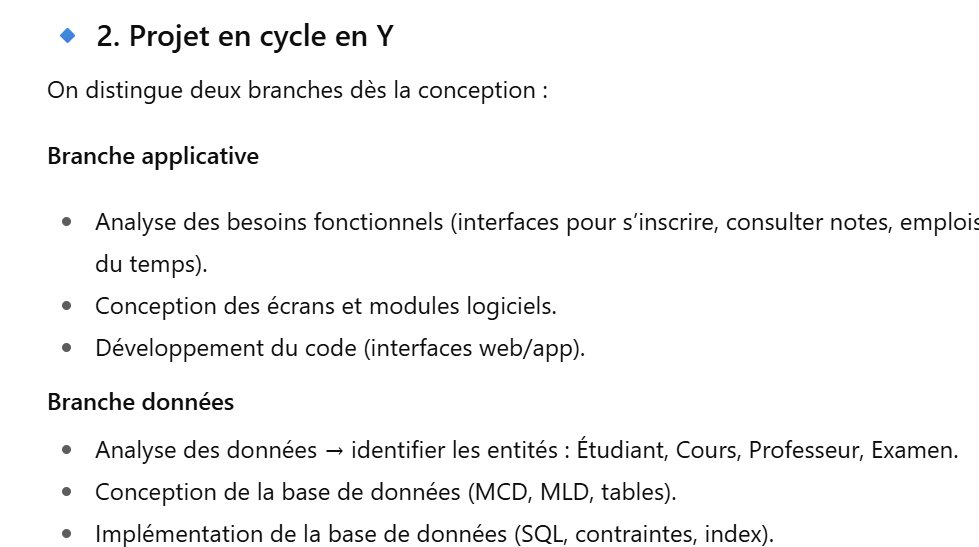 2. Projet en cycle en Y
On distingue deux branches dès la conception :
Branche applicative
Analyse des besoins fonctionnels (interfaces pour s’inscrire, consulter notes, emplois
du temps).
Conception des écrans et modules logiciels.
Développement du code (interfaces web/app).
Branche données
Analyse des données → identifier les entités : Étudiant, Cours, Professeur, Examen.
Conception de la base de données (MCD, MLD, tables).
Implémentation de la base de données (SQL, contraintes, index).